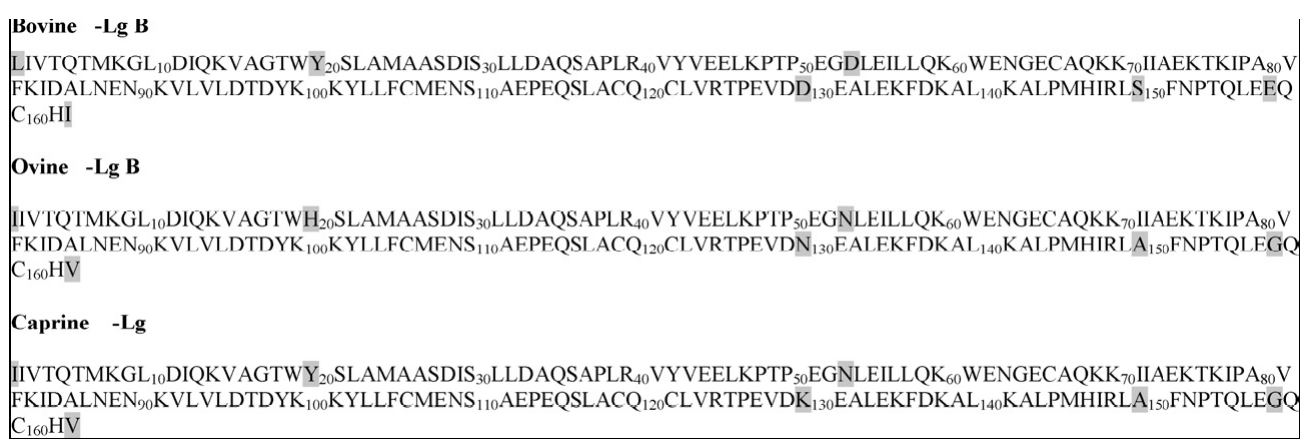 Bovine -Lg B
LIVTQTMKGL10DIQKVAGTWY20SLAMAASDIS30LLDAQSAPLR40VYVEELKPTP50EGDLEILLQK60WENGECAQKK70IIAEKTKIPA80V
FKIDALNEN90KVLVLDTDYK100KYLLFCMENS110AEPEQSLACQ120CLVRTPEVDD130EALEKFDKAL140KALPMHIRLS150FNPTQLEEQ
C160HI
Ovine -Lg B
IIVTQTMKGL10DIQKVAGTWH20SLAMAASDIS30LLDAQSAPLR40VYVEELKPTP50EGNLEILLQK60WENGECAQKK70IIAEKTKIPA80V
FKIDALNEN90KVLVLDTDYK100KYLLFCMENS110AEPEQSLACQ120CLVRTPEVDN130EALEKFDKAL140KALPMHIRLA150FNPTQLEGQ
C160HV
Caprine -Lg
IIVTQTMKGL10DIQKVAGTWY20SLAMAASDIS30LLDAQSAPLR40VYVEELKPTP50EGNLEILLQK60WENGECAQKK70IIAEKTKIPA80V
FKIDALNEN90KVLVLDTDYK100KYLLFCMENS110AEPEQSLACQ120CLVRTPEVDK130EALEKFDKAL140KALPMHIRLA150FNPTQLEGQ
C160HV